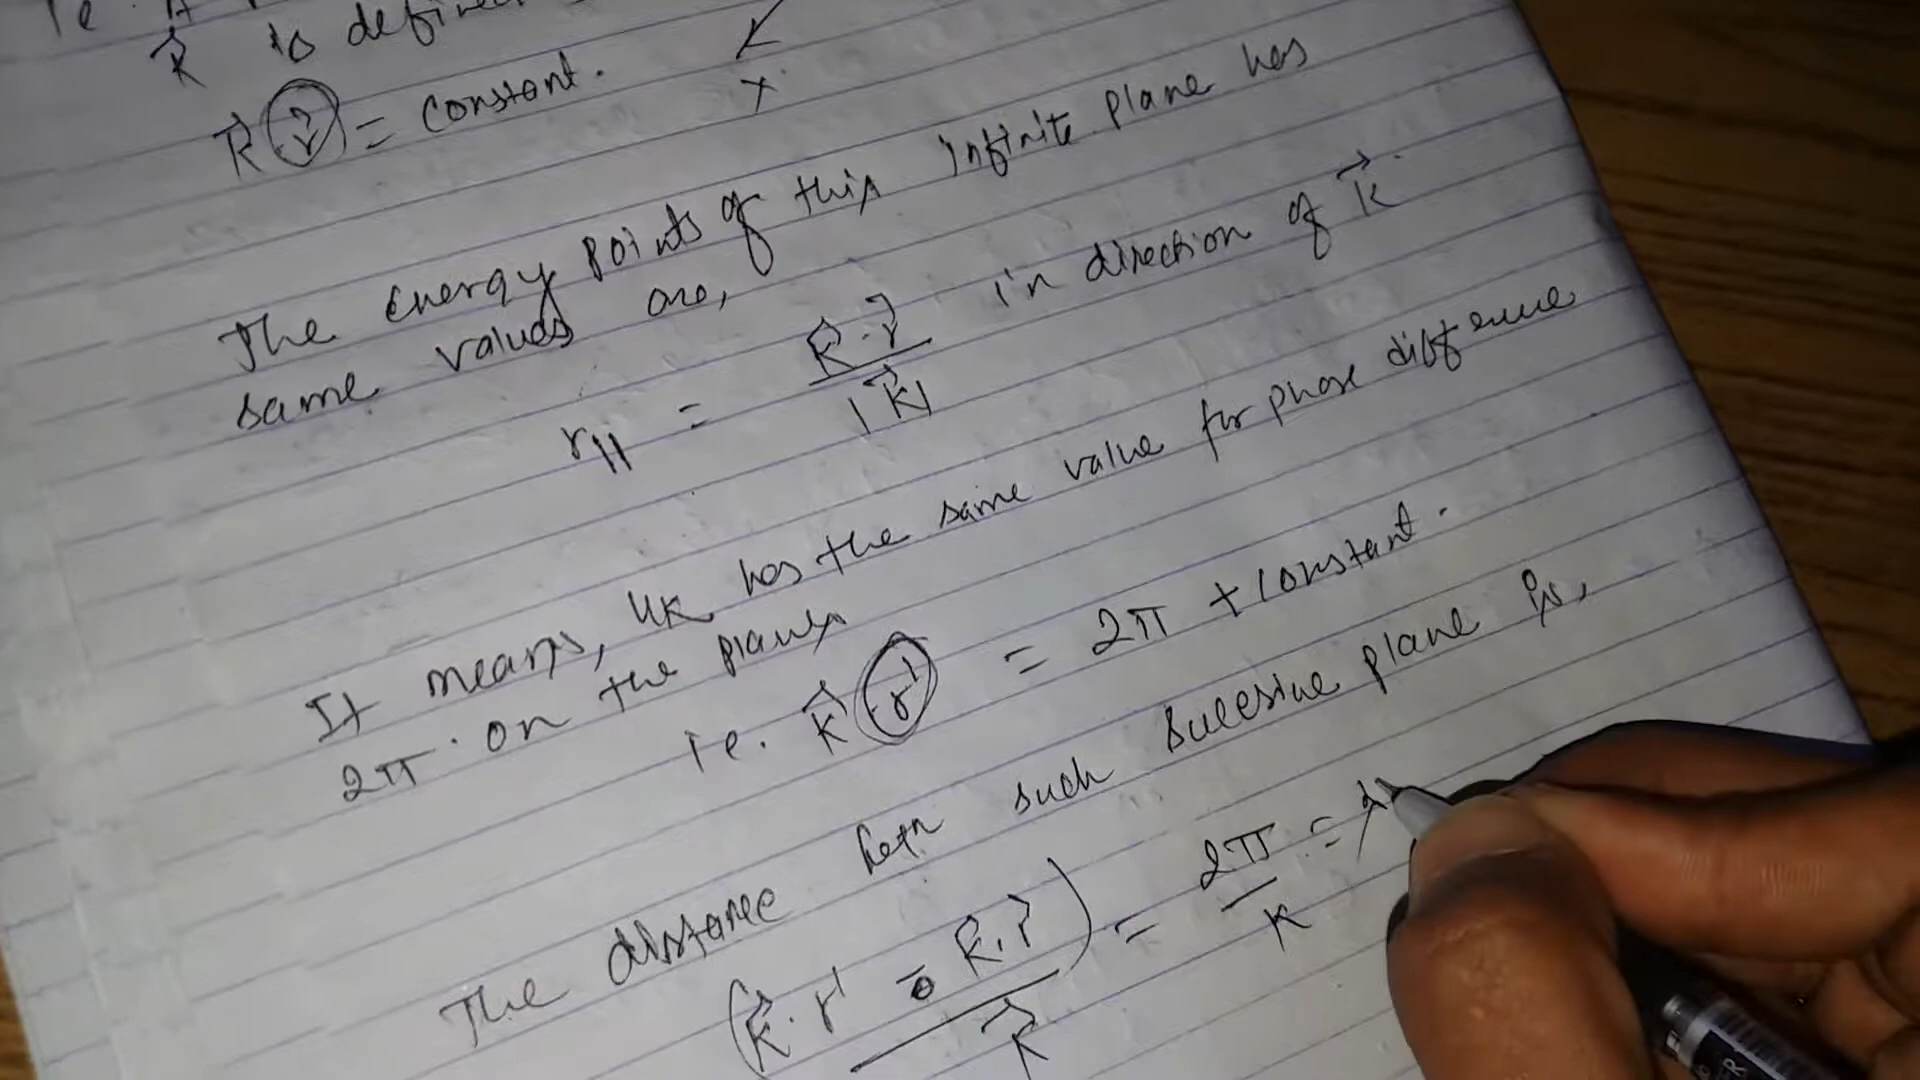 is defined
k⃗ r⃗ = constant.
x
The energy points of this infinite plane has
same values are,
r|| = k⃗.r⃗ / |k⃗| in direction of k⃗.
It means, uk has the same value for phase difference
2π. on the planes
ie. k⃗.r' = 2π + constant.
The distance betn such succesive plane is,
(k⃗.r' - k⃗.r⃗ / k⃗) = 2π / k = λ